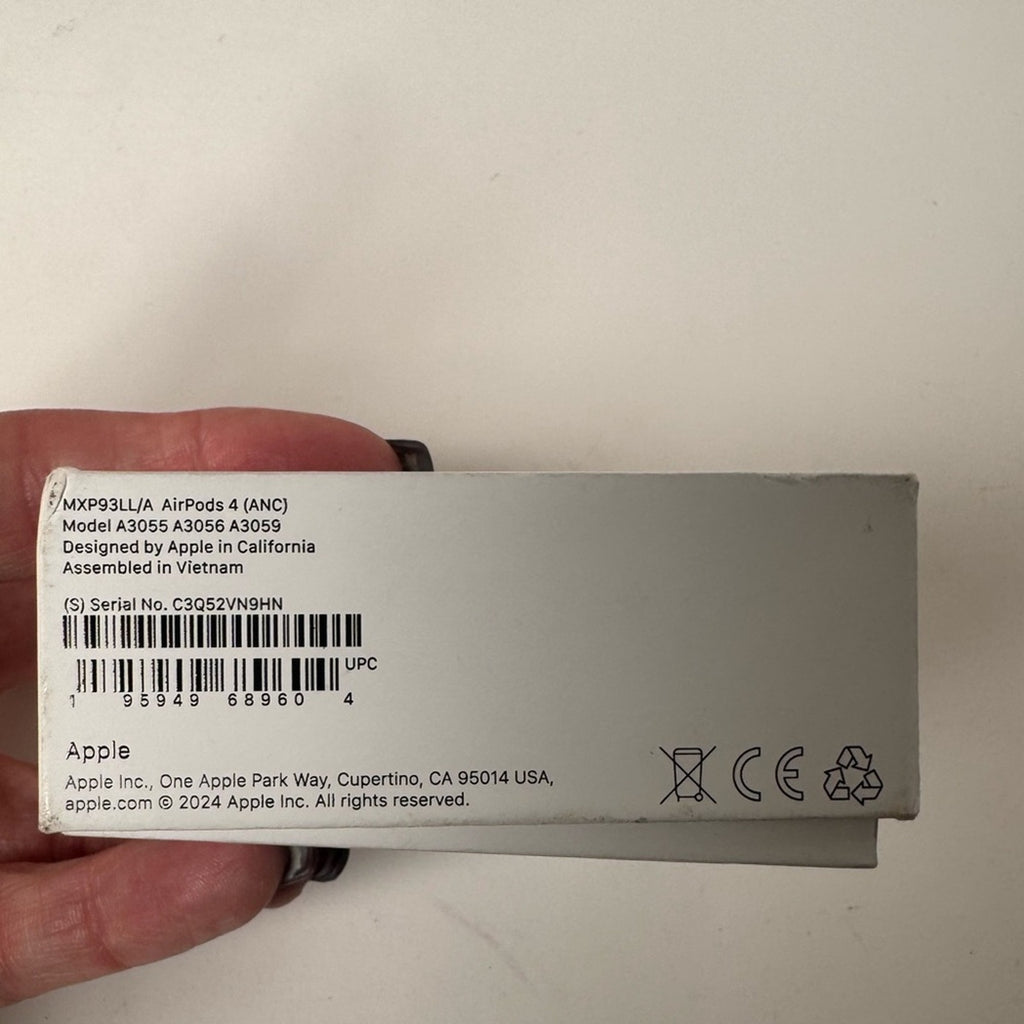 MXP93LL/A AirPods 4 (ANC)
Model A3055 A3056 A3059
Designed by Apple in California
Assembled in Vietnam
(S) Serial No. C3Q52VN9HN
UPC
1 95949 68960 4
Apple
Apple Inc., One Apple Park Way, Cupertino, CA 95014 USA,
apple.com © 2024 Apple Inc. All rights reserved.
CE